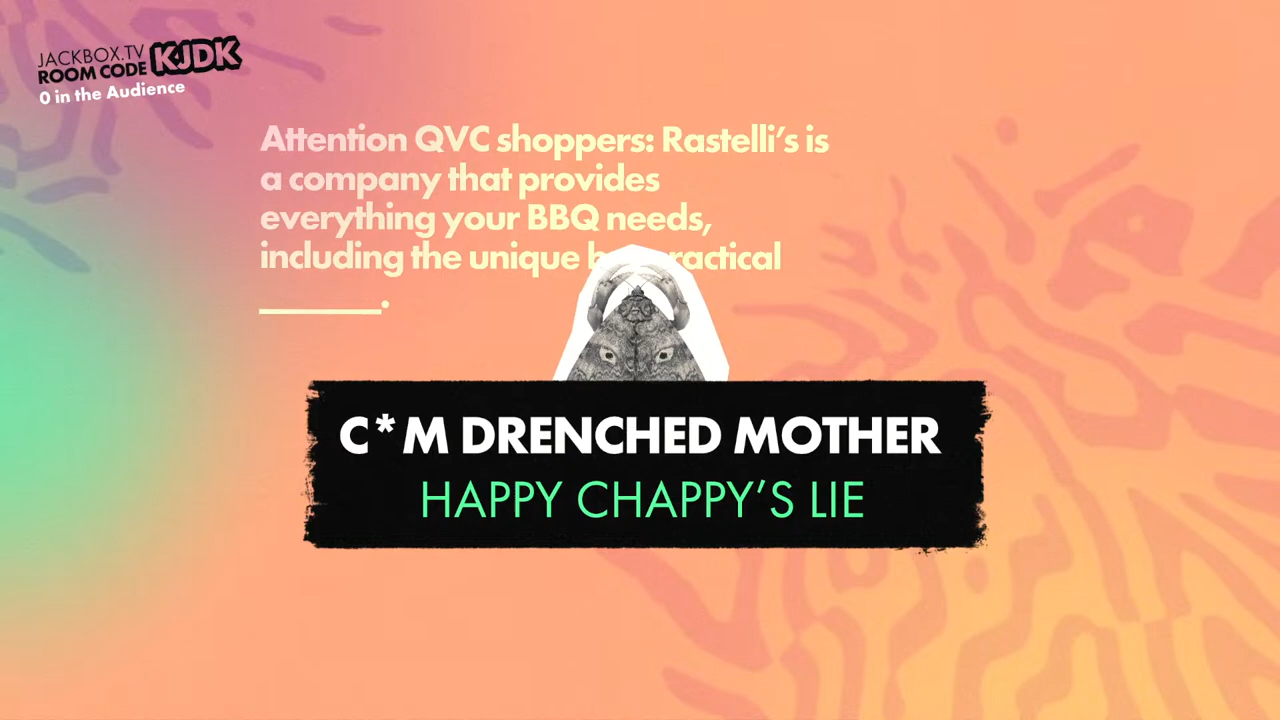 JACKBOX.TV
ROOM CODE KJDK
0 in the Audience
Attention QVC shoppers: Rastelli's is
a company that provides
everything your BBQ needs,
including the unique
_______.
C*M DRENCHED MOTHER
HAPPY CHAPPY'S LIE